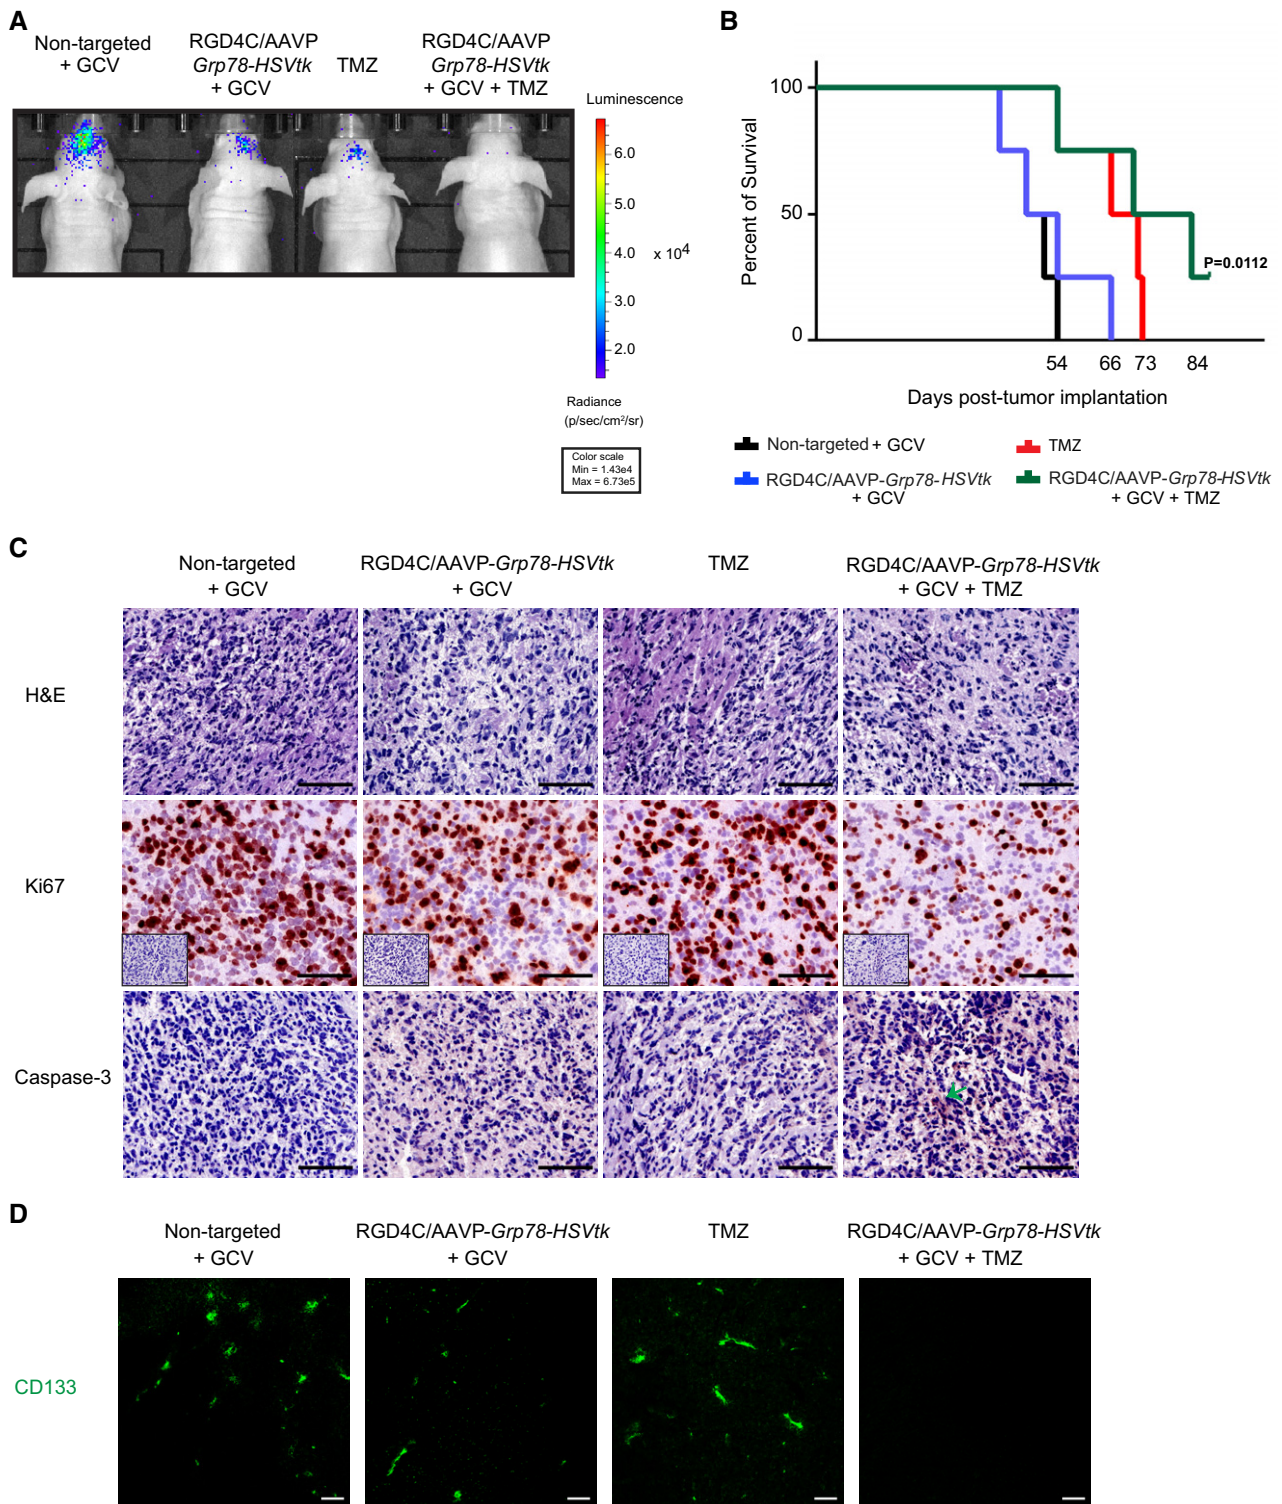 A
Non-targeted
+ GCV
RGD4C/AAVP
Grp78-HSVtk
+ GCV
TMZ
RGD4C/AAVP
Grp78-HSVtk
+ GCV + TMZ
Luminescence
6.0
5.0
4.0
3.0
2.0
x 10⁴
Radiance
(p/sec/cm²/sr)
Color scale
Min = 1.43e4
Max = 6.73e5
B
Percent of Survival
100
50
0
P=0.0112
54 66 73 84
Days post-tumor implantation
Non-targeted + GCV
TMZ
RGD4C/AAVP-Grp78-HSVtk
+ GCV
RGD4C/AAVP-Grp78-HSVtk
+ GCV + TMZ
C
Non-targeted
+ GCV
RGD4C/AAVP-Grp78-HSVtk
+ GCV
TMZ
RGD4C/AAVP-Grp78-HSVtk
+ GCV + TMZ
H&E
Ki67
Caspase-3
D
Non-targeted
+ GCV
RGD4C/AAVP-Grp78-HSVtk
+ GCV
TMZ
RGD4C/AAVP-Grp78-HSVtk
+ GCV + TMZ
CD133